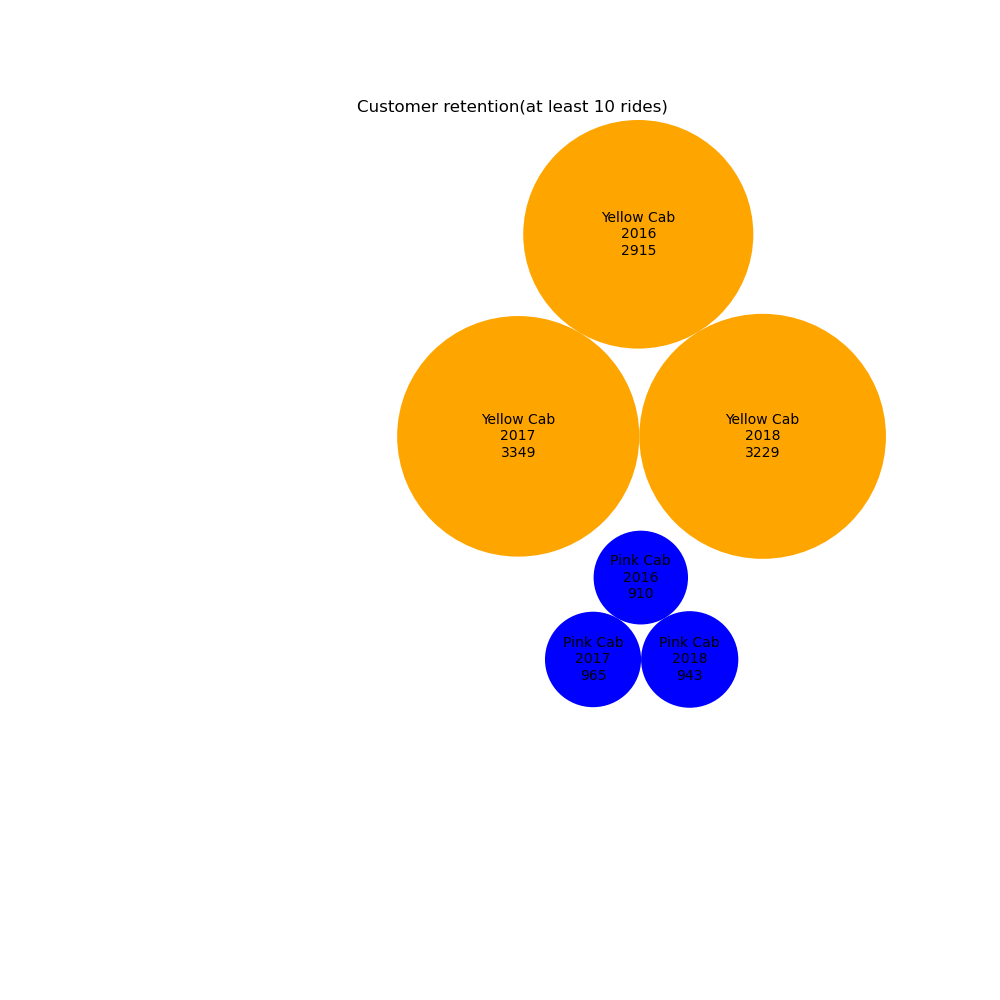 Customer retention(at least 10 rides)
Yellow Cab
2016
2915
Yellow Cab
2017
3349
Yellow Cab
2018
3229
Pink Cab
2016
910
Pink Cab
2017
965
Pink Cab
2018
943